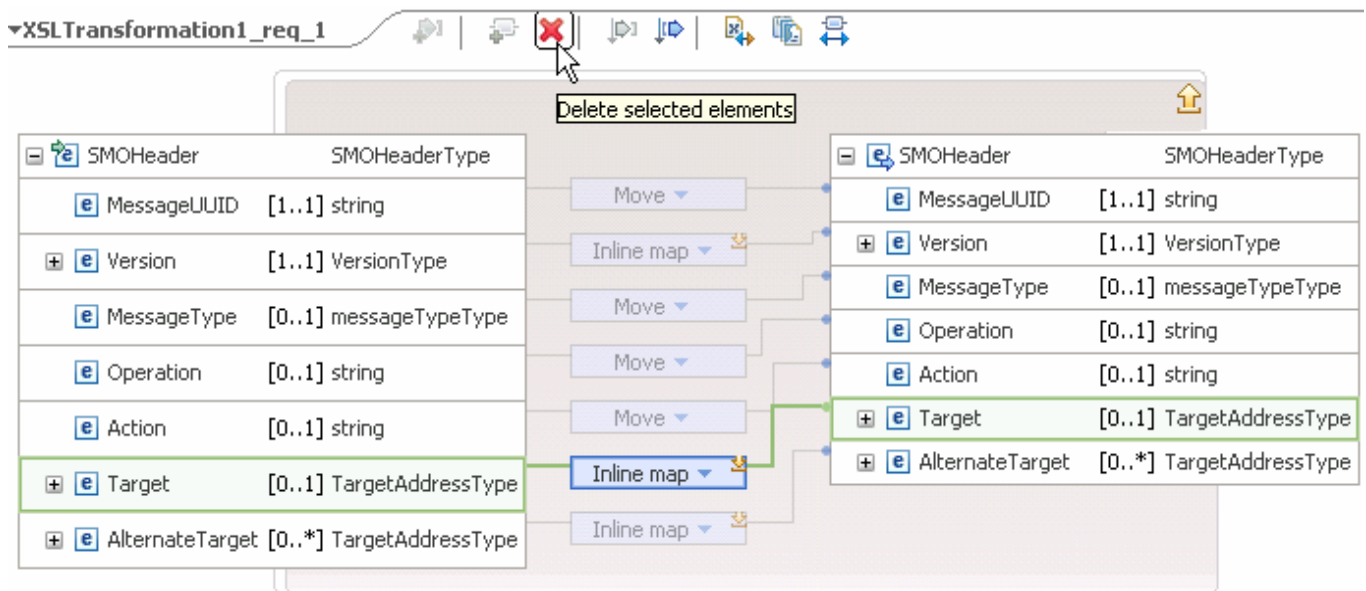 XSLTransformation1_req_1
Delete selected elements
SMOHeader SMOHeaderType
MessageUUID [1..1] string
Version [1..1] VersionType
MessageType [0..1] messageTypeType
Operation [0..1] string
Action [0..1] string
Target [0..1] TargetAddressType
AlternateTarget [0..*] TargetAddressType
Move
Inline map
Move
Move
Move
Inline map
Inline map
SMOHeader SMOHeaderType
MessageUUID [1..1] string
Version [1..1] VersionType
MessageType [0..1] messageTypeType
Operation [0..1] string
Action [0..1] string
Target [0..1] TargetAddressType
AlternateTarget [0..*] TargetAddressType